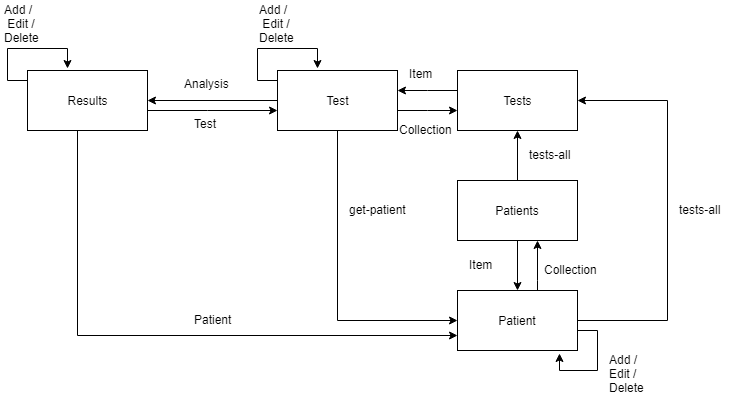 Add /
Edit /
Delete
Add /
Edit /
Delete
Results
Analysis
Test
Test
Item
Collection
Tests
tests-all
Patients
get-patient
tests-all
Item
Collection
Patient
Patient
Add /
Edit /
Delete